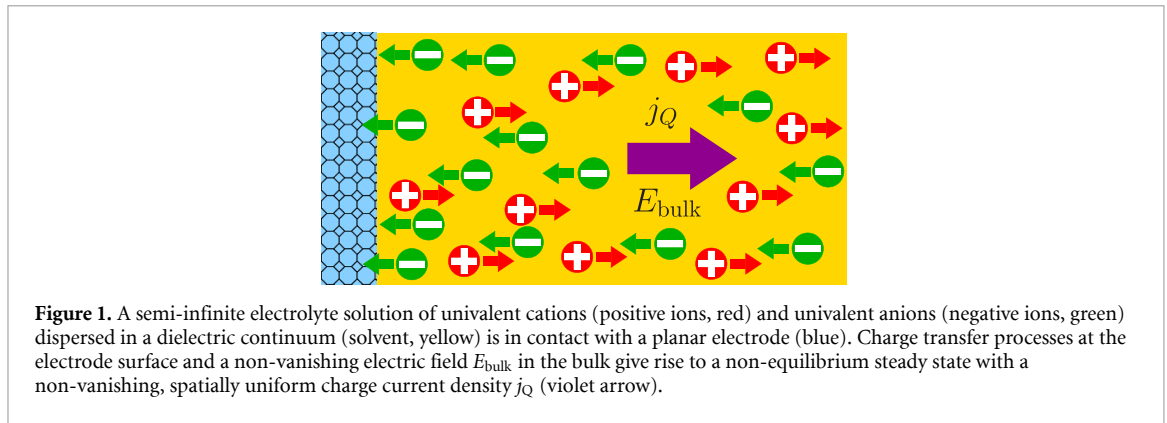 j_Q
E_bulk
Figure 1. A semi-infinite electrolyte solution of univalent cations (positive ions, red) and univalent anions (negative ions, green)
dispersed in a dielectric continuum (solvent, yellow) is in contact with a planar electrode (blue). Charge transfer processes at the
electrode surface and a non-vanishing electric field E_bulk in the bulk give rise to a non-equilibrium steady state with a
non-vanishing, spatially uniform charge current density j_Q (violet arrow).